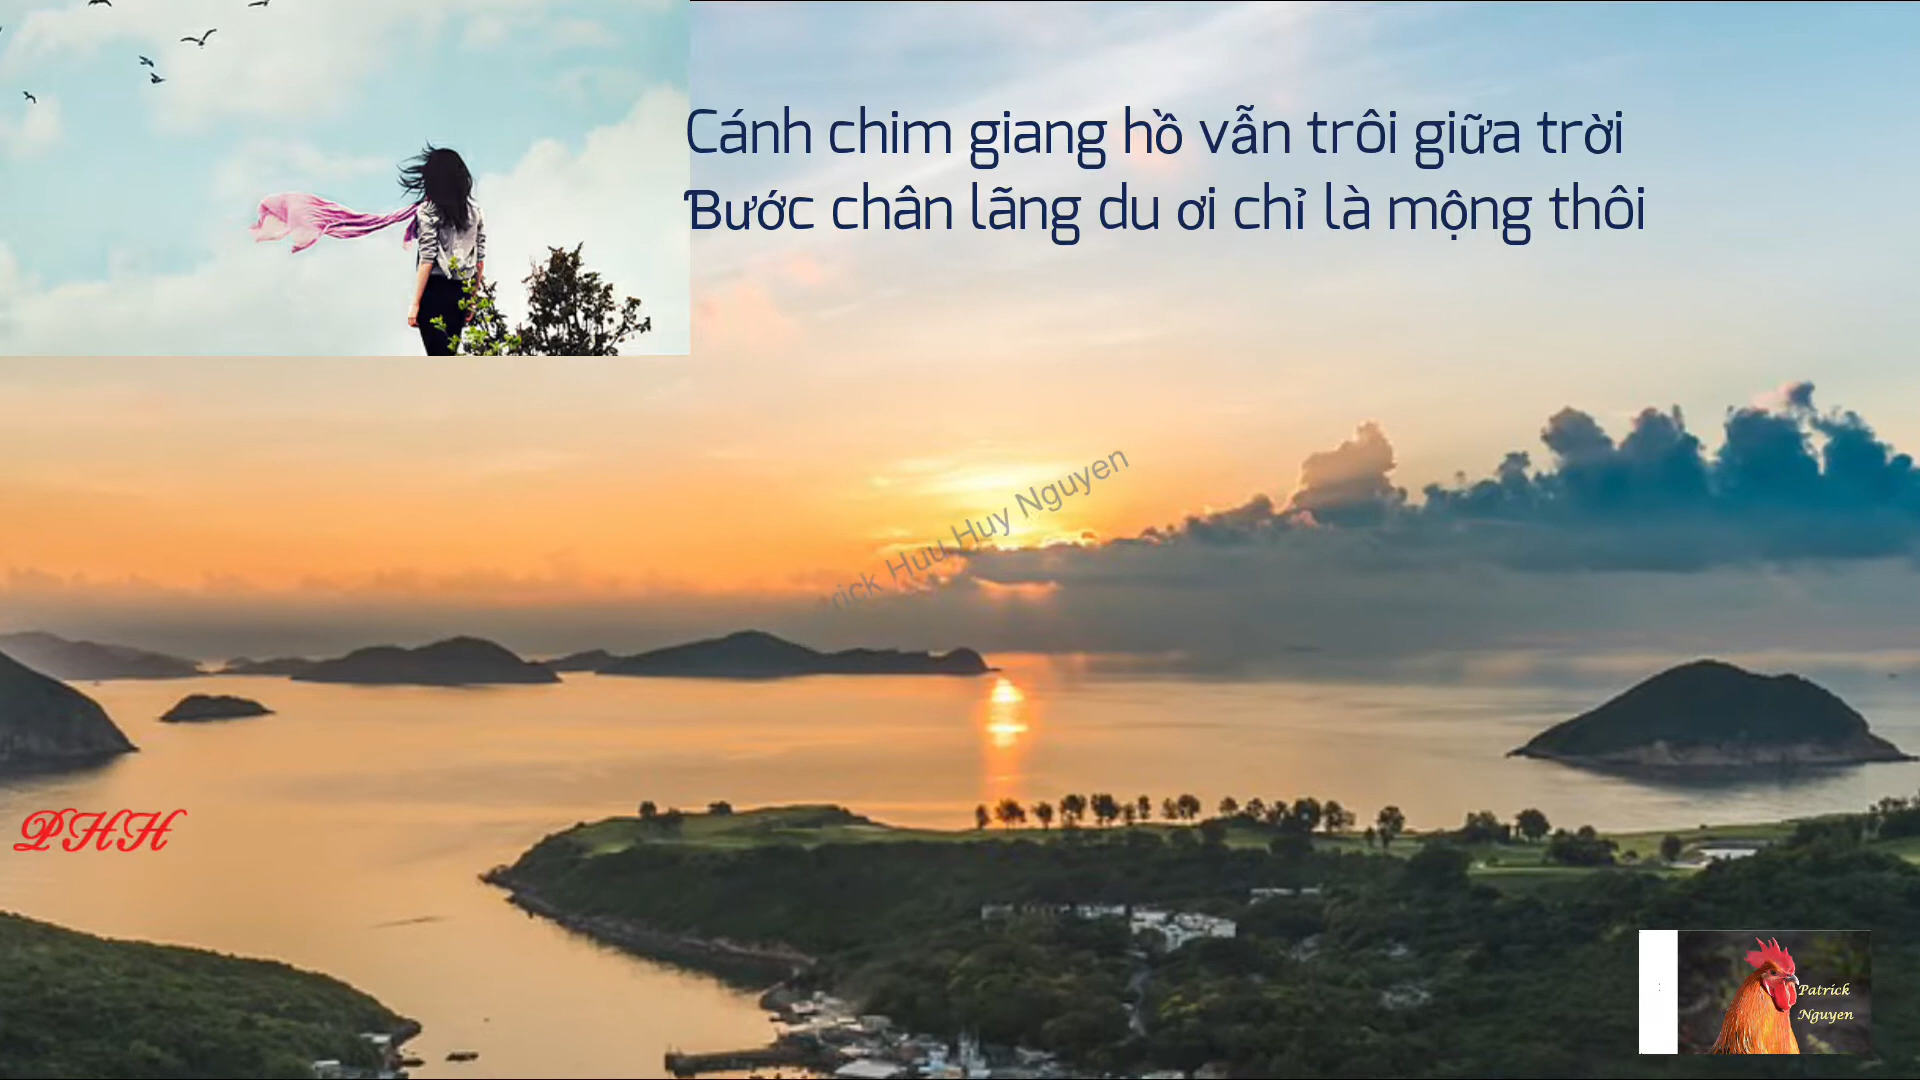 Cánh chim giang hồ vẫn trôi giữa trời
Bước chân lãng du ơi chỉ là mộng thôi
rick Huu Huy Nguyen
PHH
Patrick
Nguyen